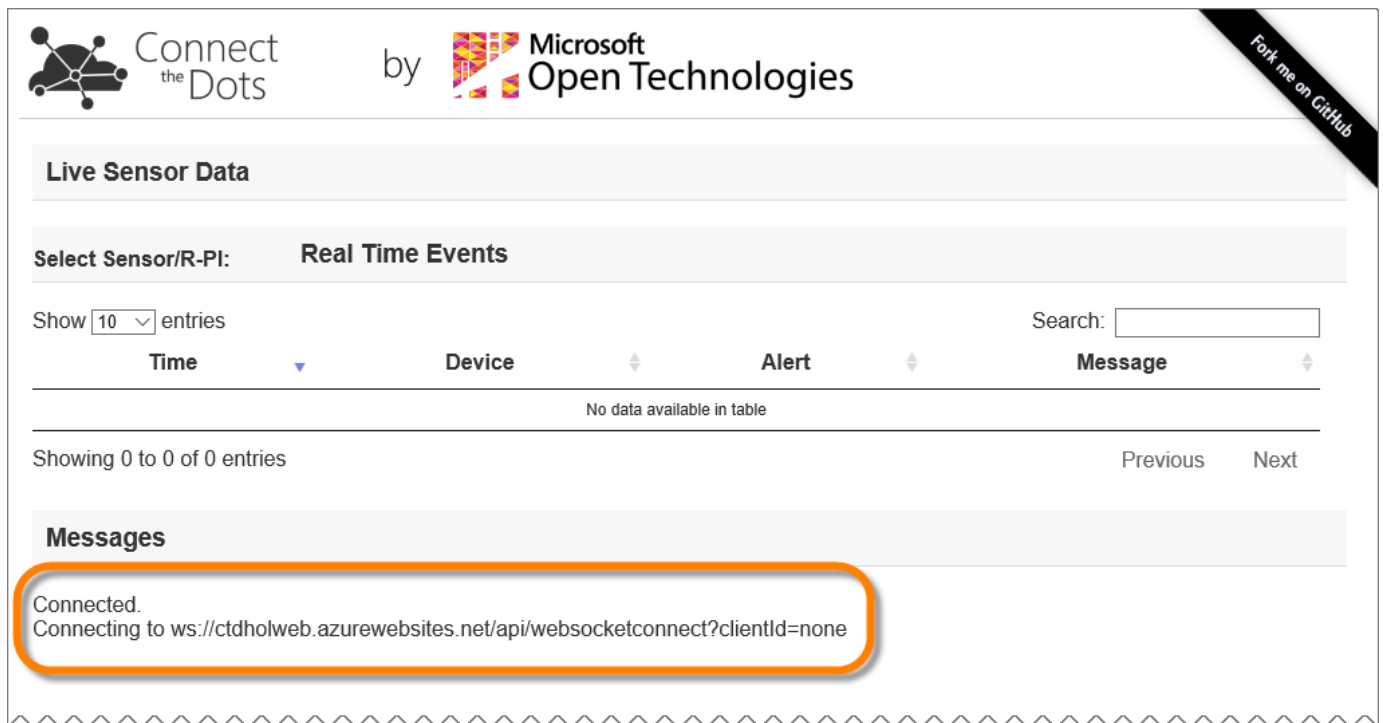 Connect
the Dots
by
Microsoft
Open Technologies
Fork me on GitHub
Live Sensor Data
Select Sensor/R-PI: Real Time Events
Show 10 entries Search:
Time Device Alert Message
No data available in table
Showing 0 to 0 of 0 entries Previous Next
Messages
Connected.
Connecting to ws://ctdholweb.azurewebsites.net/api/websocketconnect?clientId=none